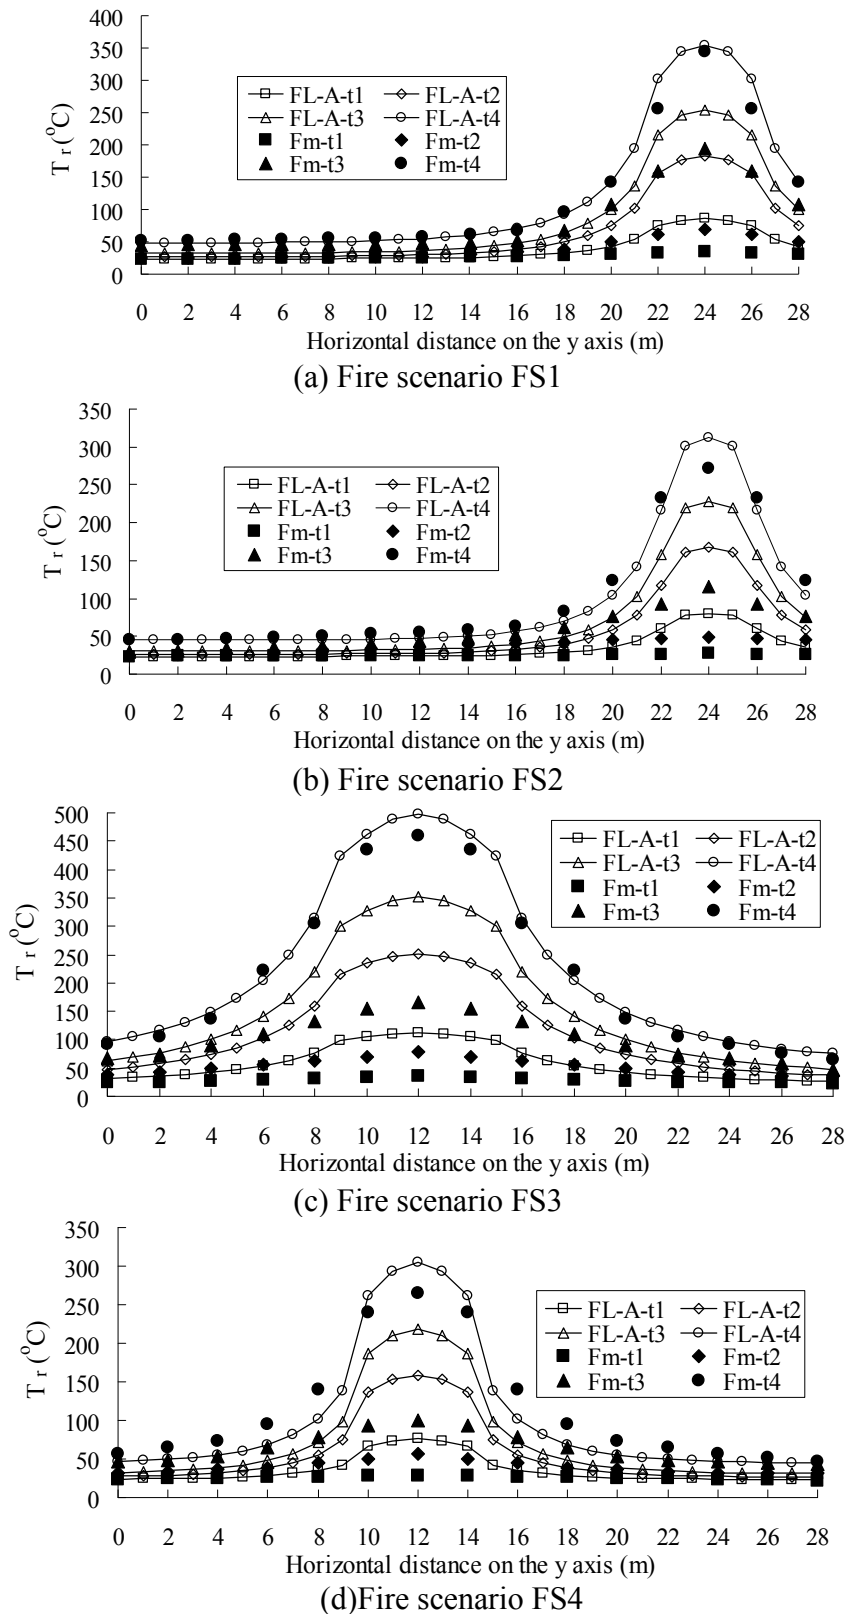 400
350
300
250
200
150
100
50
0
T r (°C)
FL-A-t1 FL-A-t2
FL-A-t3 FL-A-t4
Fm-t1 Fm-t2
Fm-t3 Fm-t4
0 2 4 6 8 10 12 14 16 18 20 22 24 26 28
Horizontal distance on the y axis (m)
(a) Fire scenario FS1
350
300
250
200
150
100
50
0
T r (°C)
FL-A-t1 FL-A-t2
FL-A-t3 FL-A-t4
Fm-t1 Fm-t2
Fm-t3 Fm-t4
0 2 4 6 8 10 12 14 16 18 20 22 24 26 28
Horizontal distance on the y axis (m)
(b) Fire scenario FS2
500
450
400
350
300
250
200
150
100
50
0
T r (°C)
FL-A-t1 FL-A-t2
FL-A-t3 FL-A-t4
Fm-t1 Fm-t2
Fm-t3 Fm-t4
0 2 4 6 8 10 12 14 16 18 20 22 24 26 28
Horizontal distance on the y axis (m)
(c) Fire scenario FS3
350
300
250
200
150
100
50
0
T r (°C)
FL-A-t1 FL-A-t2
FL-A-t3 FL-A-t4
Fm-t1 Fm-t2
Fm-t3 Fm-t4
0 2 4 6 8 10 12 14 16 18 20 22 24 26 28
Horizontal distance on the y axis (m)
(d)Fire scenario FS4